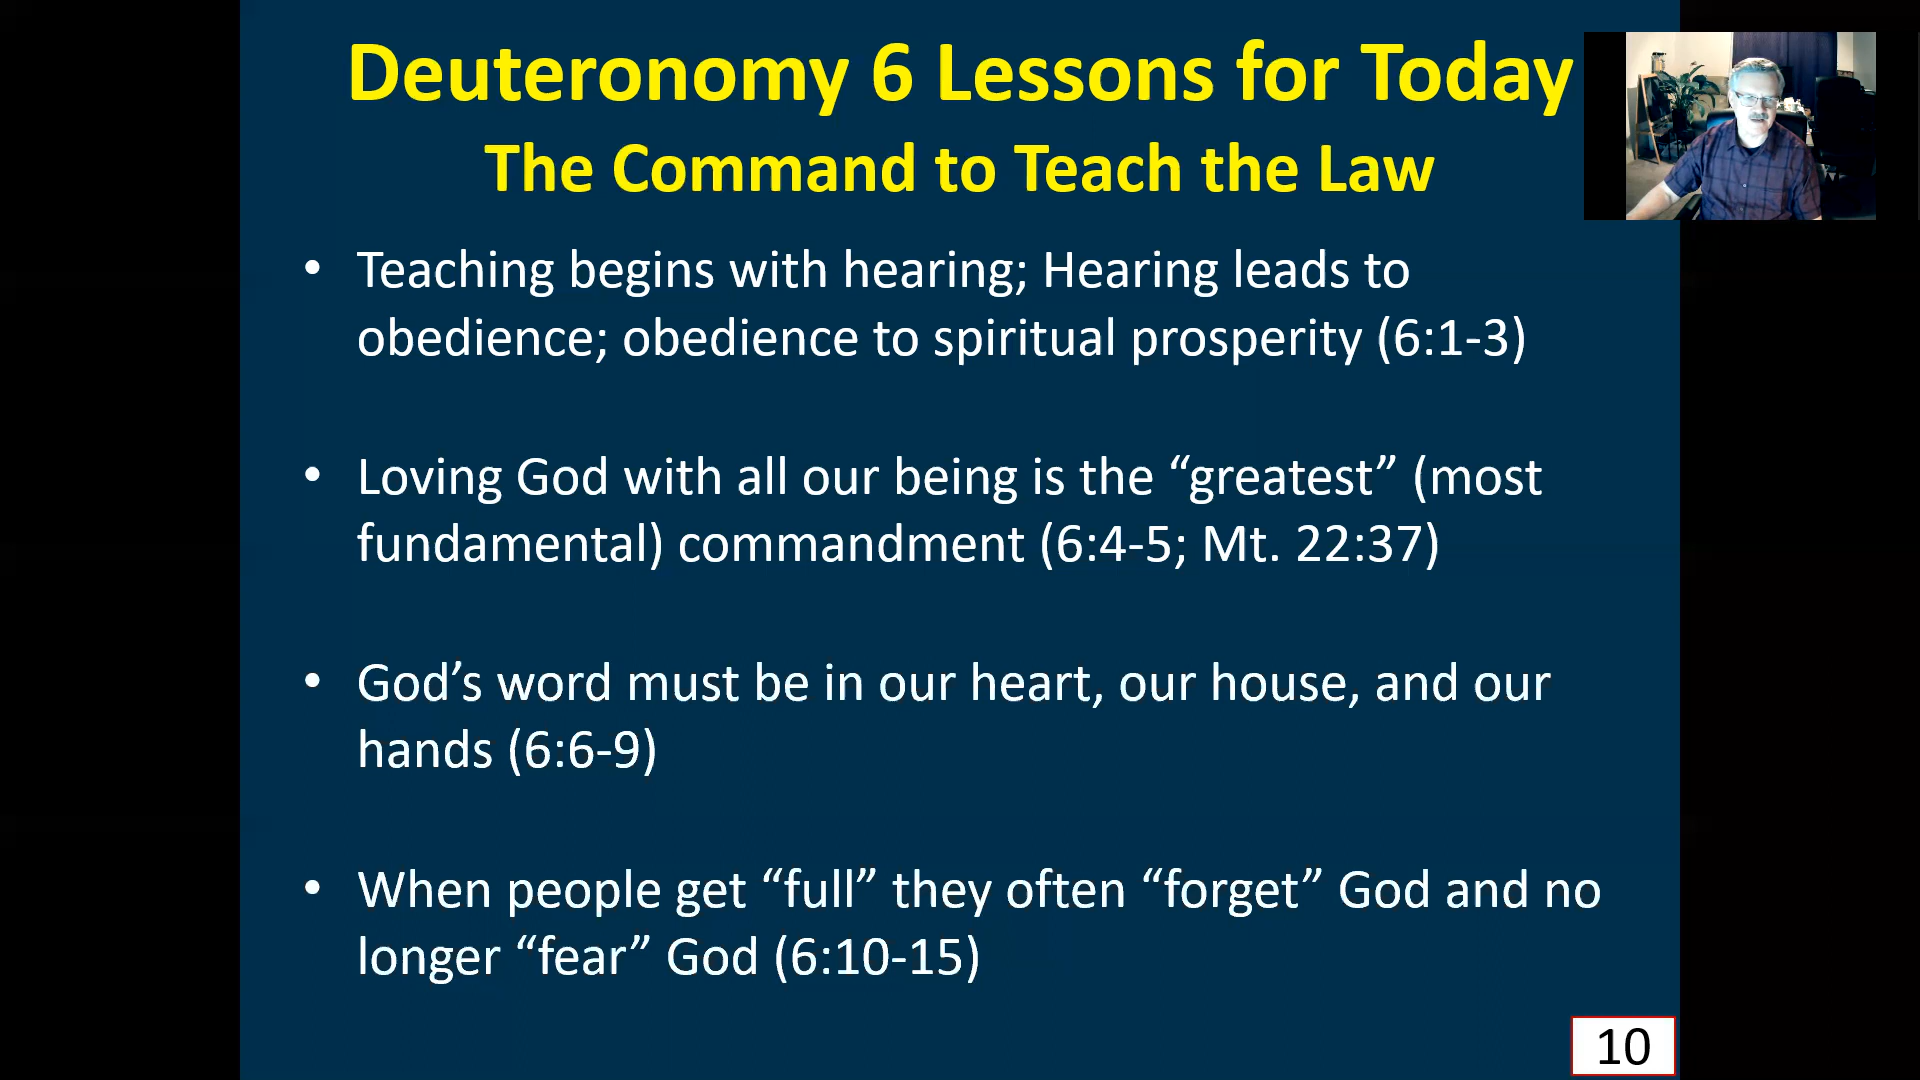 Deuteronomy 6 Lessons for Today
The Command to Teach the Law
• Teaching begins with hearing; Hearing leads to
obedience; obedience to spiritual prosperity (6:1-3)
• Loving God with all our being is the “greatest” (most
fundamental) commandment (6:4-5; Mt. 22:37)
• God’s word must be in our heart, our house, and our
hands (6:6-9)
• When people get “full” they often “forget” God and no
longer “fear” God (6:10-15)
10